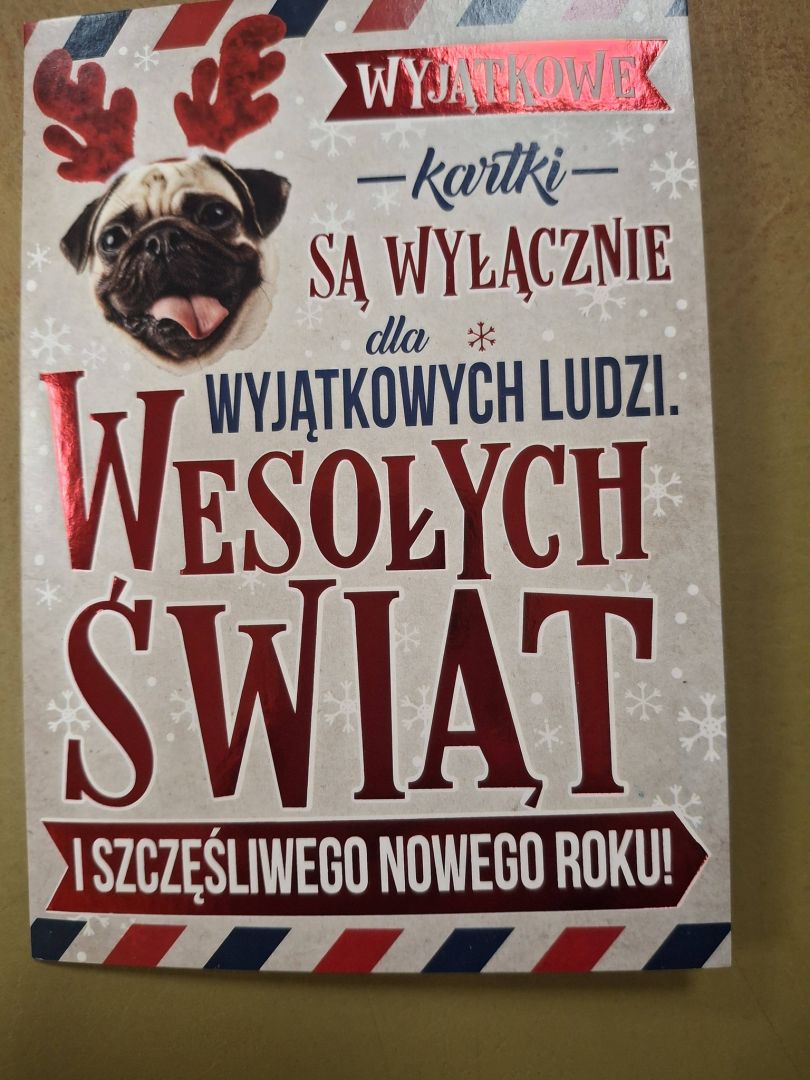 WYJĄTKOWE
kartki
SĄ WYŁĄCZNIE
dla
WYJĄTKOWYCH LUDZI.
WESOŁYCH
ŚWIĄT
I SZCZĘŚLIWEGO NOWEGO ROKU!